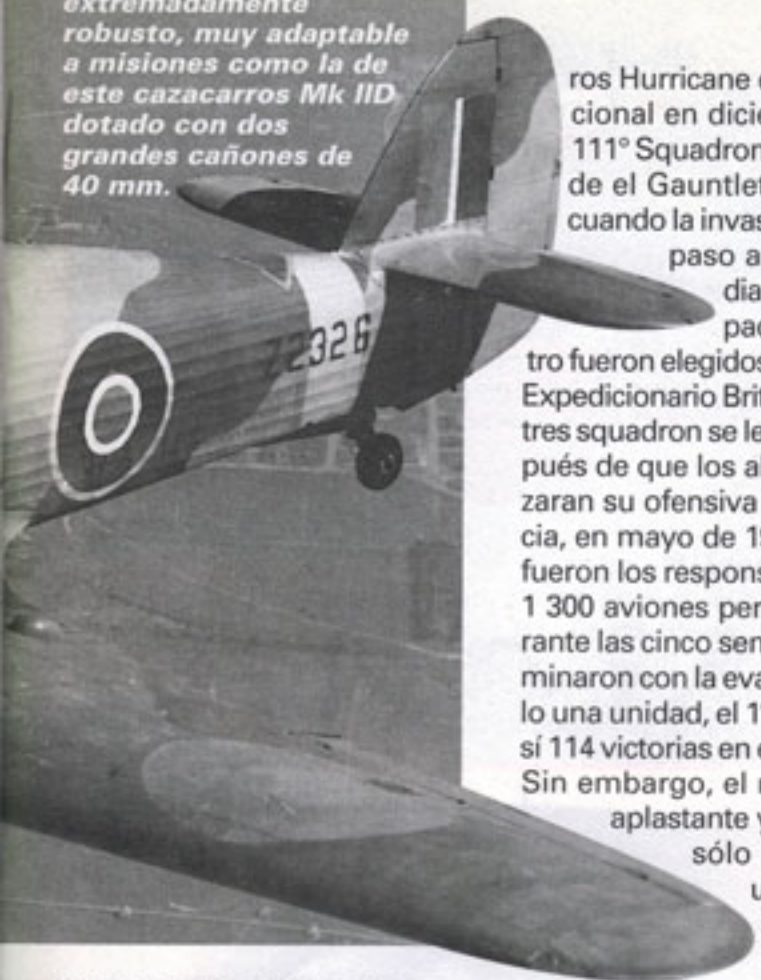 extremadamente
robusto, muy adaptable
a misiones como la de
este cazacarros Mk IID
dotado con dos
grandes cañones de
40 mm.
Z2326
ros Hurricane
cional en dicie
111° Squadron
de el Gauntlet
cuando la invas
paso a
dia
pac
tro fueron elegidos
Expedicionario Brit
tres squadron se le
pués de que los al
zaran su ofensiva
cia, en mayo de 19
fueron los respons
1 300 aviones per
rante las cinco sem
minaron con la eva
lo una unidad, el 1
sí 114 victorias en e
Sin embargo, el
aplastante y
sólo
u